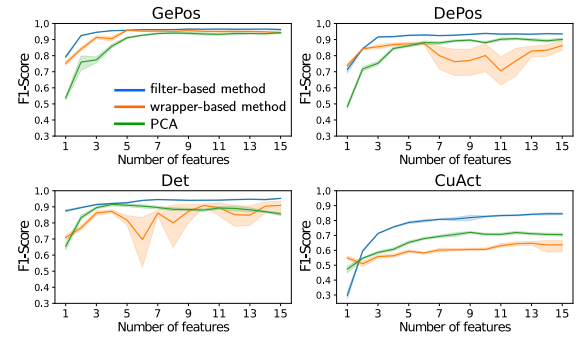 GePos
DePos
1.0
0.9
0.8
0.7
0.6
0.5
0.4
0.3
F1-Score
filter-based method
wrapper-based method
PCA
1 3 5 7 9 11 13 15
Number of features
1.0
0.9
0.8
0.7
0.6
0.5
0.4
0.3
F1-Score
1 3 5 7 9 11 13 15
Number of features
Det
CuAct
1.0
0.9
0.8
0.7
0.6
0.5
0.4
0.3
F1-Score
1 3 5 7 9 11 13 15
Number of features
1.0
0.9
0.8
0.7
0.6
0.5
0.4
0.3
F1-Score
1 3 5 7 9 11 13 15
Number of features